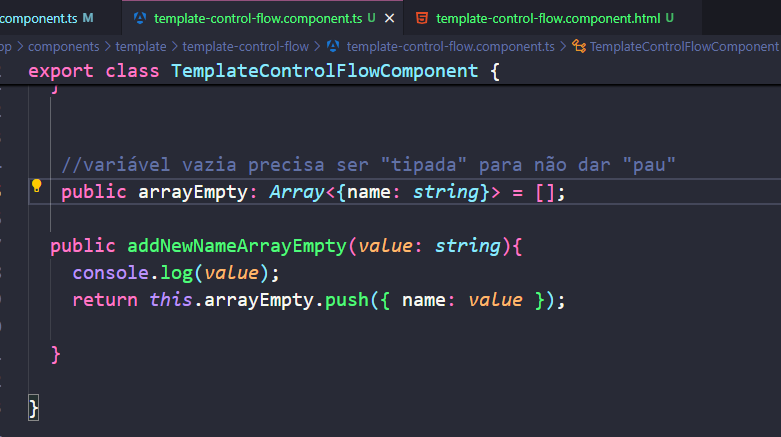 component.ts M template-control-flow.component.ts U × template-control-flow.component.html U
pp > components > template > template-control-flow > template-control-flow.component.ts > TemplateControlFlowComponent
export class TemplateControlFlowComponent {
}
//variável vazia precisa ser "tipada" para não dar "pau"
public arrayEmpty: Array<{name: string}> = [];
public addNewNameArrayEmpty(value: string){
console.log(value);
return this.arrayEmpty.push({ name: value });
}
}